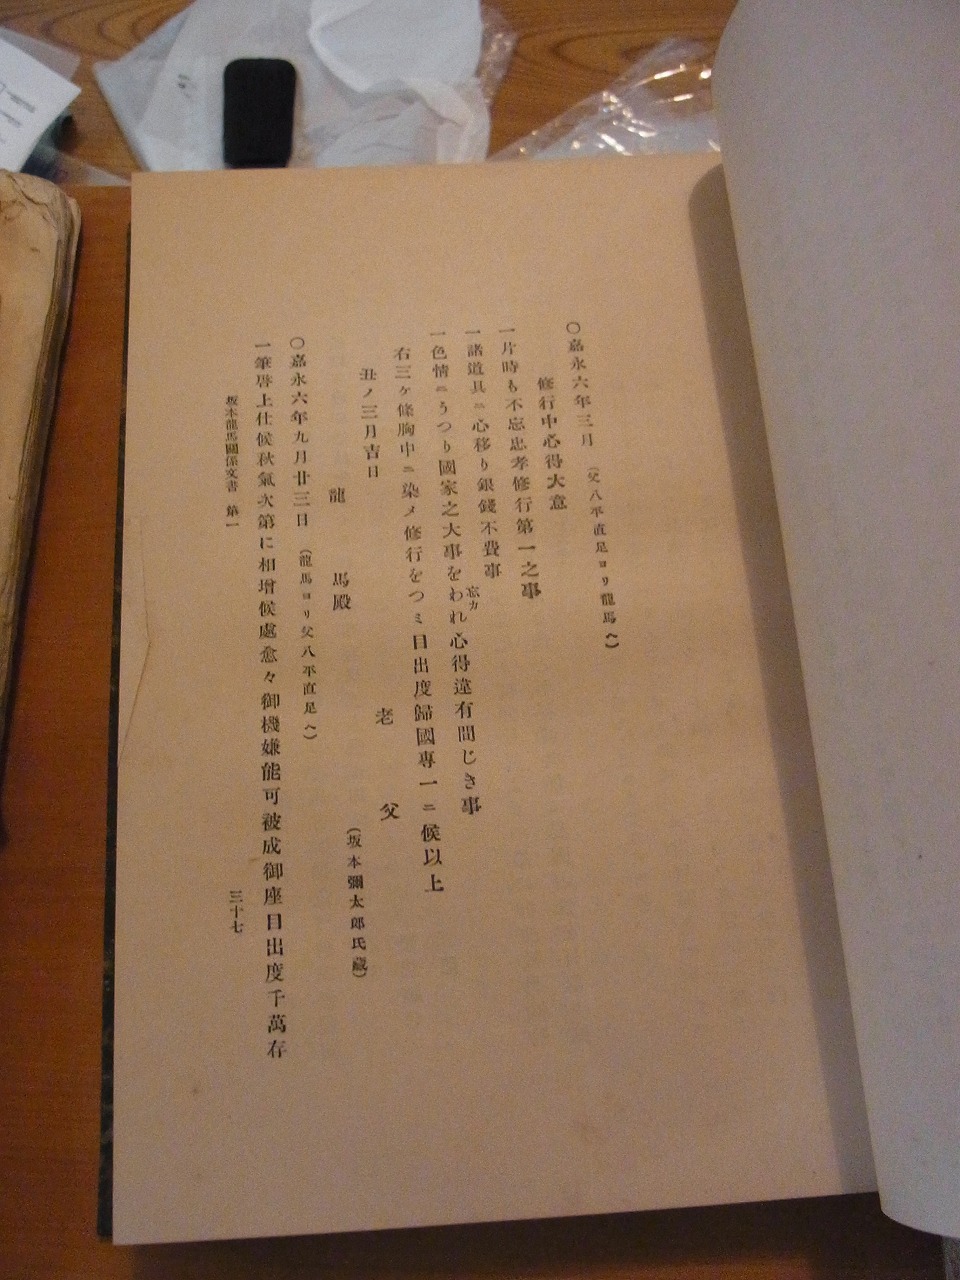 〇嘉永六年三月 (父八平直足ヨリ龍馬へ)
修行中心得大意
一片時も不忘忠孝修行第一之事
一諸道具ニ心移り銀錢不費事
一色情ニうつり國家之大事をわれ心得違有間じき事
忘カ
右三ケ條胸中ニ染メ修行をつミ目出度歸國專一ニ候以上
丑ノ三月吉日
老父
龍馬殿
(坂本彌太郎氏藏)
〇嘉永六年九月廿三日 (龍馬ヨリ父八平直足へ)
一筆啓上仕候秋氣次第に相增候處愈々御機嫌能可被成御座目出度千萬存
坂本龍馬關係文書 第一
三十七